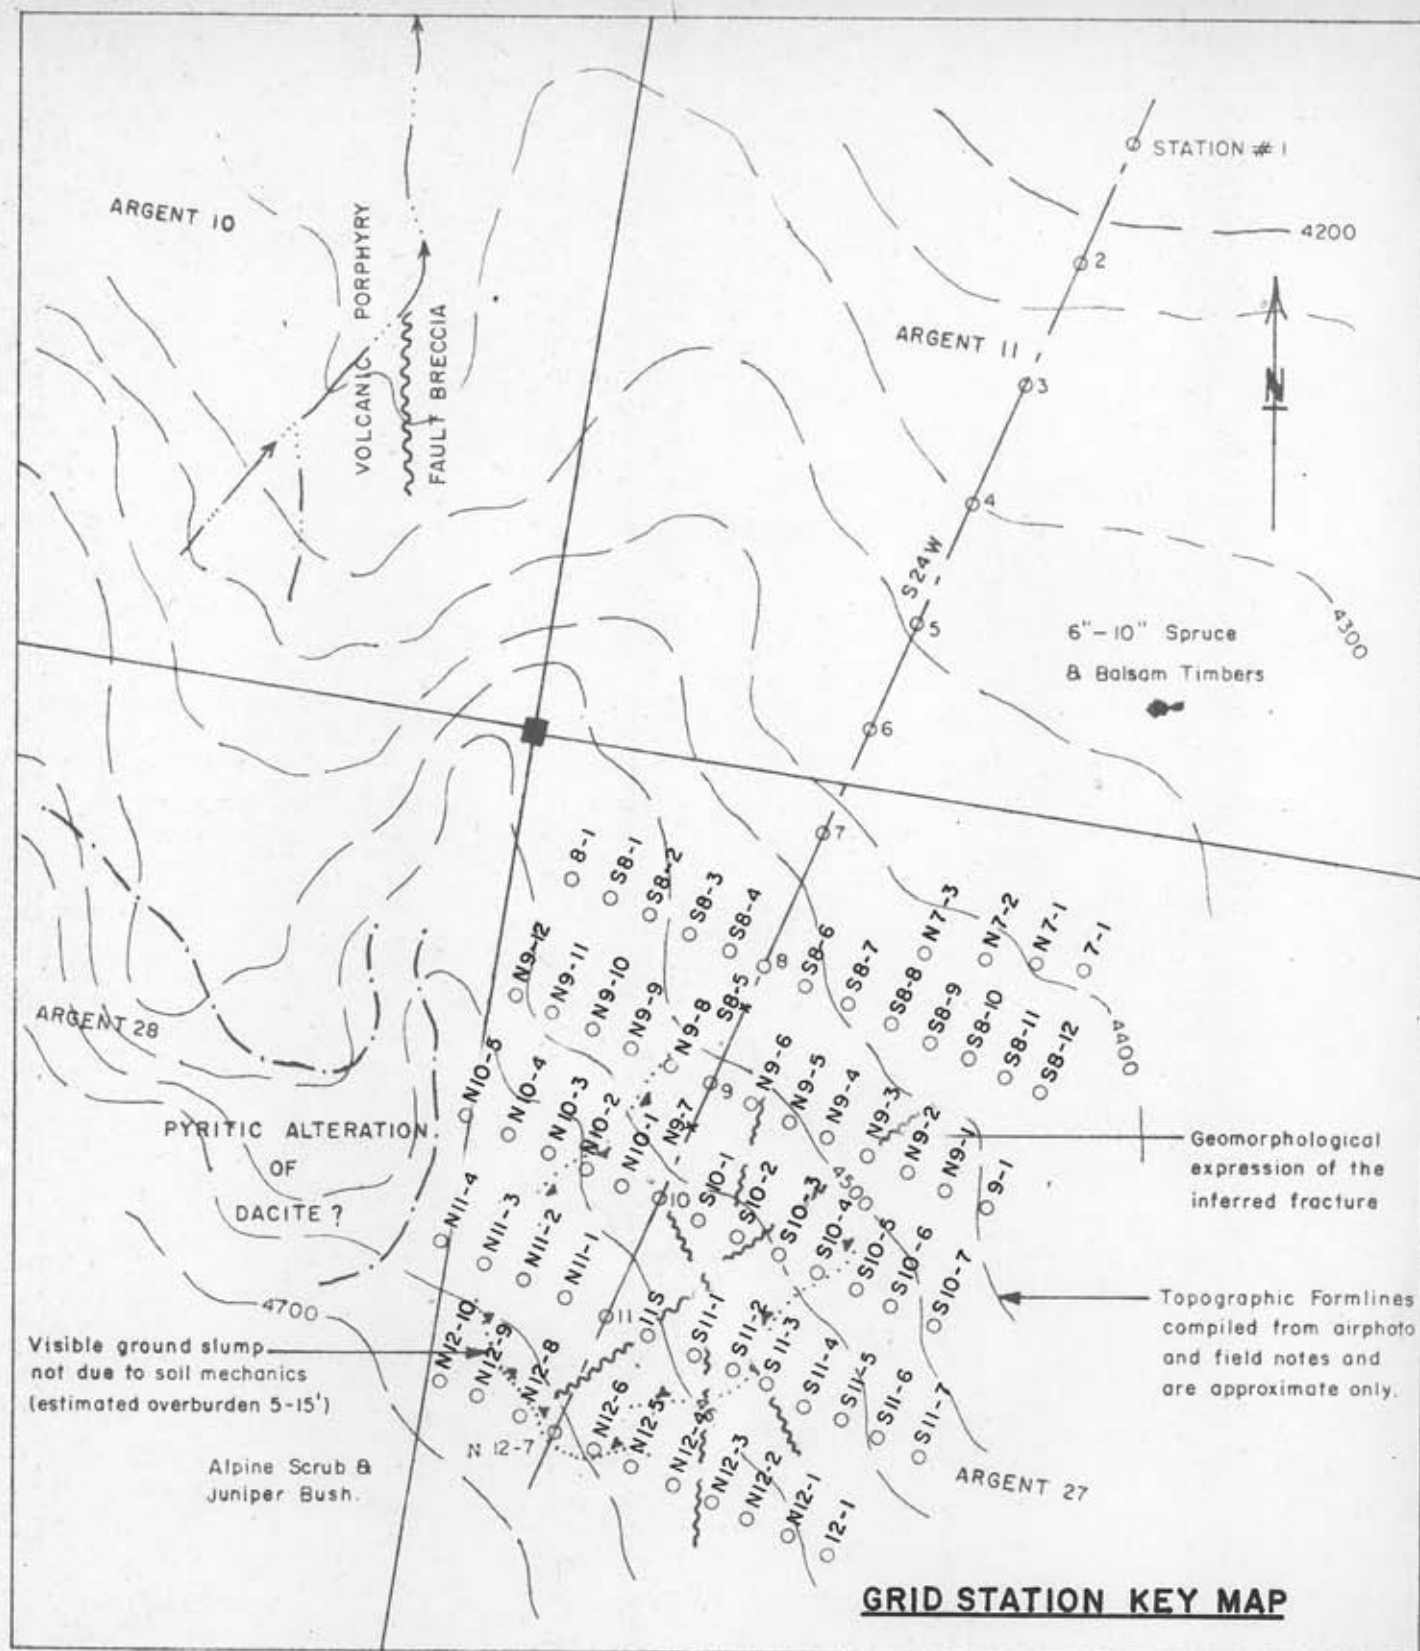 STATION # 1
ARGENT 10
4200
2
VOLCANIC PORPHYRY
FAULT BRECCIA
ARGENT 11
N
3
4
S24W
5
4300
6"-10" Spruce
& Balsam Timbers
6
7
8-1
S8-1
S8-2
S8-3
S8-4
8
S8-5
S8-6
S8-7
S8-8
S8-9
S8-10
S8-11
S8-12
N7-3
N7-2
N7-1
7-1
4400
N9-12
N9-11
N9-10
N9-9
N9-8
9
N9-7
N9-6
N9-5
N9-4
N9-3
N9-2
N9-1
9-1
ARGENT 28
N10-5
N10-4
N10-3
N10-2
N10-1
10
S10-1
S10-2
S10-3
S10-4
S10-5
S10-6
S10-7
4500
PYRITIC ALTERATION
OF
DACITE ?
Geomorphological
expression of the
inferred fracture
N11-4
N11-3
N11-2
N11-1
11
11S
S11-1
S11-2
S11-3
S11-4
S11-5
S11-6
S11-7
4700
Topographic Formlines
compiled from airphoto
and field notes and
are approximate only.
Visible ground slump
not due to soil mechanics
(estimated overburden 5-15')
N12-10
N12-9
N12-8
N 12-7
N12-6
N12-5
N12-4
N12-3
N12-2
N12-1
12-1
Alpine Scrub &
Juniper Bush.
ARGENT 27
GRID STATION KEY MAP